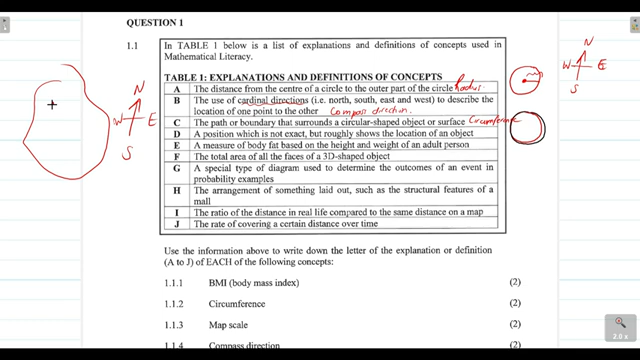 QUESTION 1
1.1 In TABLE 1 below is a list of explanations and definitions of concepts used in
Mathematical Literacy.
TABLE 1: EXPLANATIONS AND DEFINITIONS OF CONCEPTS
A The distance from the centre of a circle to the outer part of the circle Radius.
B The use of cardinal directions (i.e. north, south, east and west) to describe the
location of one point to the other Compass direction.
C The path or boundary that surrounds a circular-shaped object or surface Circumference
D A position which is not exact, but roughly shows the location of an object
E A measure of body fat based on the height and weight of an adult person
F The total area of all the faces of a 3D-shaped object
G A special type of diagram used to determine the outcomes of an event in
probability examples
H The arrangement of something laid out, such as the structural features of a
mall
I The ratio of the distance in real life compared to the same distance on a map
J The rate of covering a certain distance over time
Use the information above to write down the letter of the explanation or definition
(A to J) of EACH of the following concepts:
1.1.1 BMI (body mass index) (2)
1.1.2 Circumference (2)
1.1.3 Map scale (2)
1.1.4 Compass direction (2)
N
W E
S
N
W E
S
2.0 x